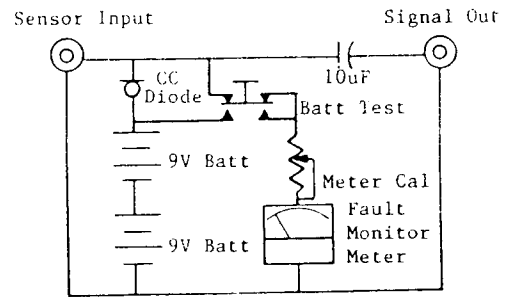 Sensor Input
Signal Out
CC
Diode
10uF
Batt Test
9V Batt
Meter Cal
Fault
Monitor
Meter
9V Batt